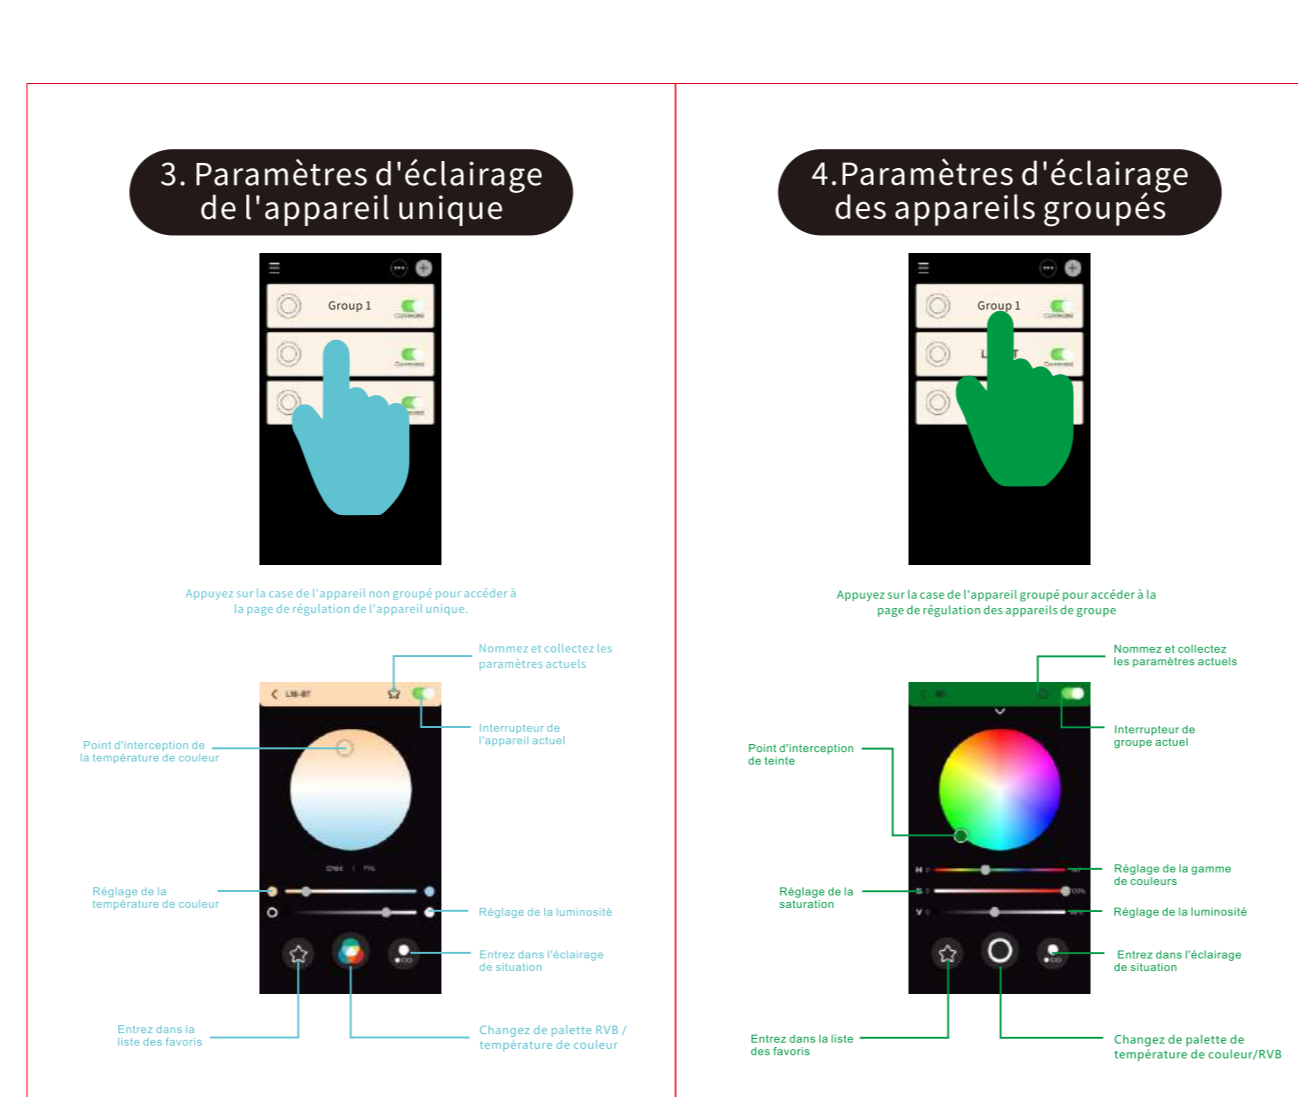 3. Paramètres d'éclairage
de l'appareil unique
Group 1
Appuyez sur la case de l'appareil non groupé pour accéder à
la page de régulation de l'appareil unique.
Nommez et collectez les
paramètres actuels
Interrupteur de
l'appareil actuel
Point d'interception de
la température de couleur
Réglage de la
température de couleur
Réglage de la luminosité
Entrez dans l'éclairage
de situation
Entrez dans la
liste des favoris
Changez de palette RVB /
température de couleur
4.Paramètres d'éclairage
des appareils groupés
Group 1
Appuyez sur la case de l'appareil groupé pour accéder à la
page de régulation des appareils de groupe
Nommez et collectez
les paramètres actuels
Interrupteur de
groupe actuel
Point d'interception
de teinte
H 0
Réglage de la gamme
de couleurs
Réglage de la
saturation
S 0
100%
V 0
Réglage de la luminosité
Entrez dans l'éclairage
de situation
Entrez dans la liste
des favoris
Changez de palette de
température de couleur/RVB